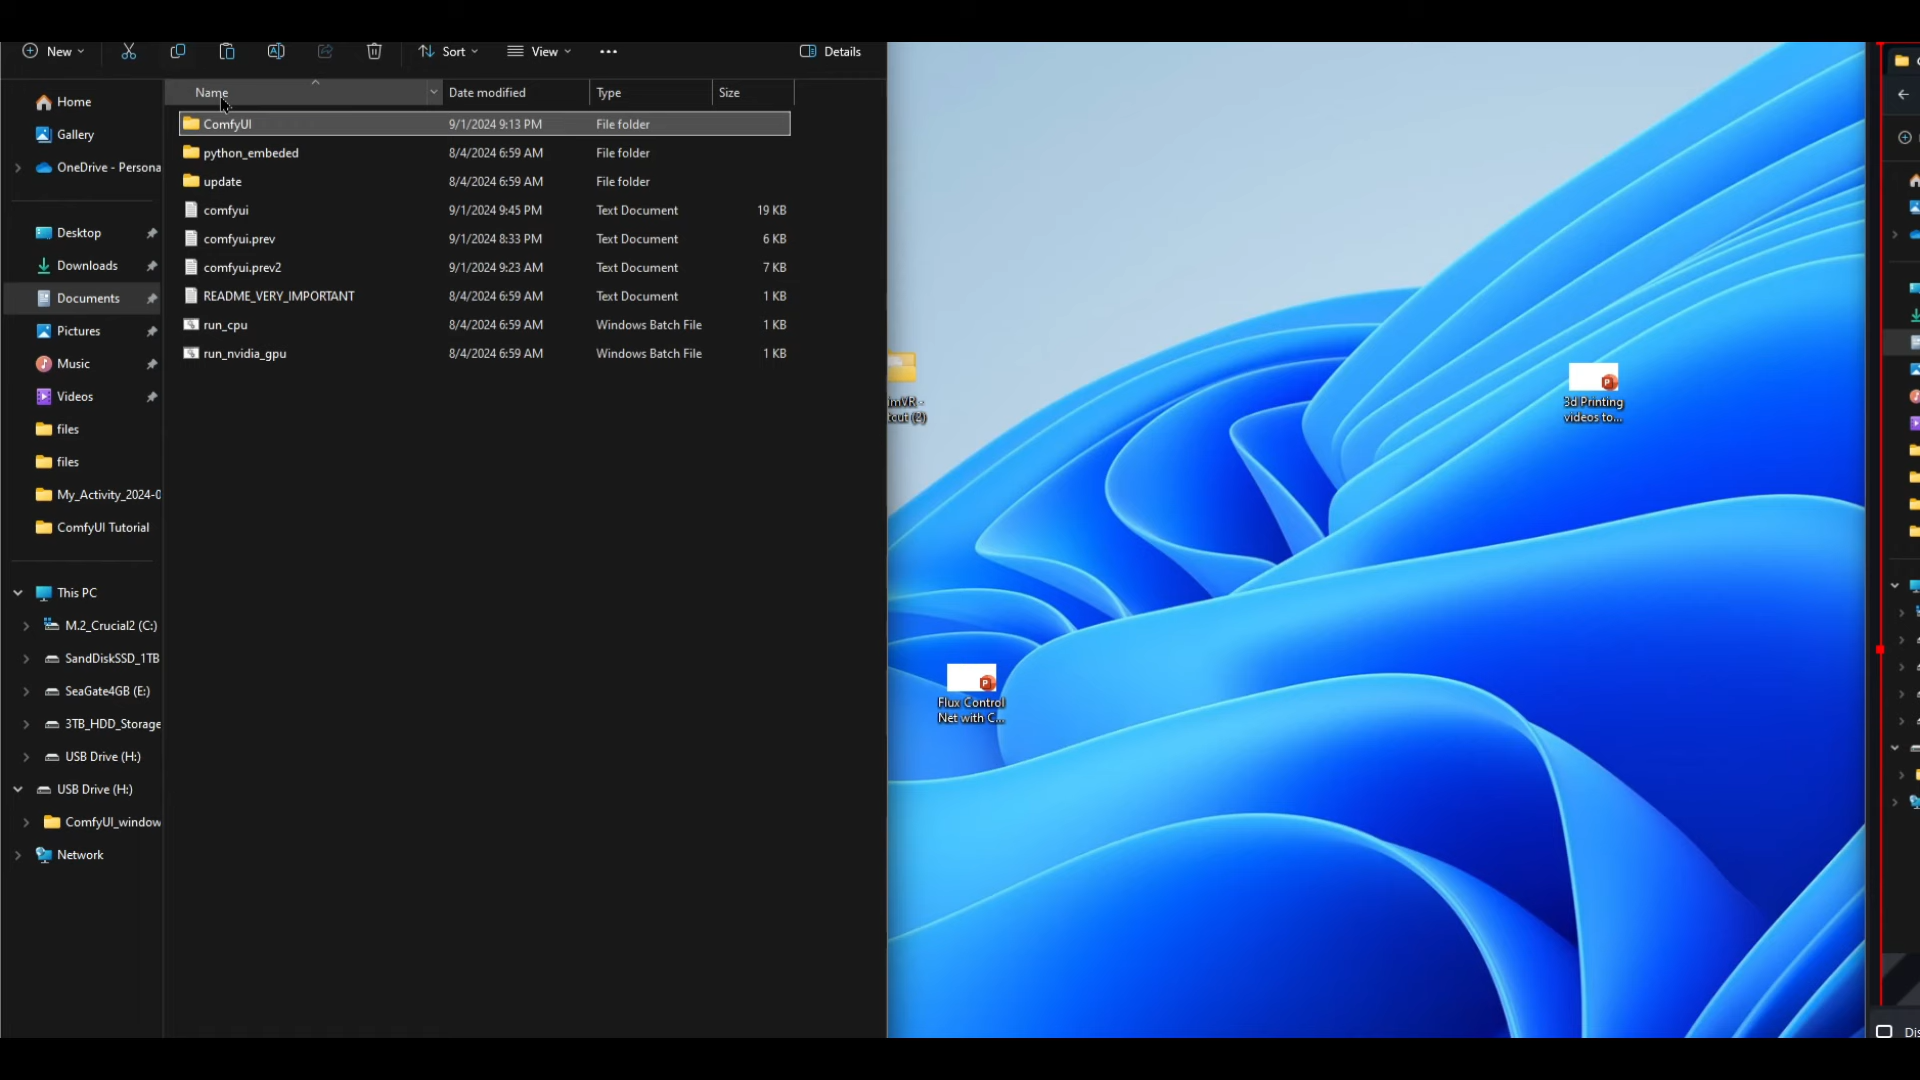 New
Sort
View
Details
Name Date modified Type Size
ComfyUI 9/1/2024 9:13 PM File folder
python_embeded 8/4/2024 6:59 AM File folder
update 8/4/2024 6:59 AM File folder
comfyui 9/1/2024 9:45 PM Text Document 19 KB
comfyui.prev 9/1/2024 8:33 PM Text Document 6 KB
comfyui.prev2 9/1/2024 9:23 AM Text Document 7 KB
README_VERY_IMPORTANT 8/4/2024 6:59 AM Text Document 1 KB
run_cpu 8/4/2024 6:59 AM Windows Batch File 1 KB
run_nvidia_gpu 8/4/2024 6:59 AM Windows Batch File 1 KB
Home
Gallery
OneDrive - Persona
Desktop
Downloads
Documents
Pictures
Music
Videos
files
files
My_Activity_2024-0
ComfyUI Tutorial
This PC
M.2_Crucial2 (C:)
SandDiskSSD_1TB
SeaGate4GB (E:)
3TB_HDD_Storage
USB Drive (H:)
USB Drive (H:)
ComfyUI_window
Network
(2)
3d Printing
videos to...
Flux Control
Net with C...